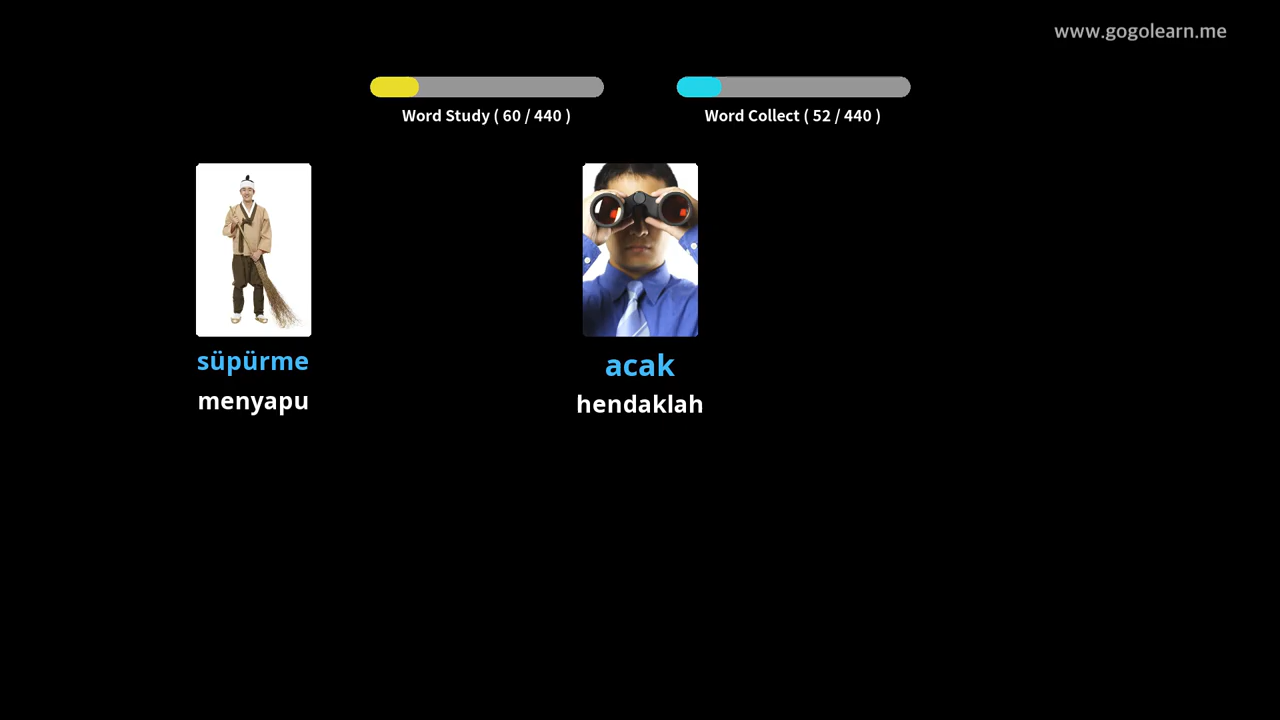 www.gogolearn.me
Word Study ( 60 / 440 )
Word Collect ( 52 / 440 )
süpürme
menyapu
acak
hendaklah